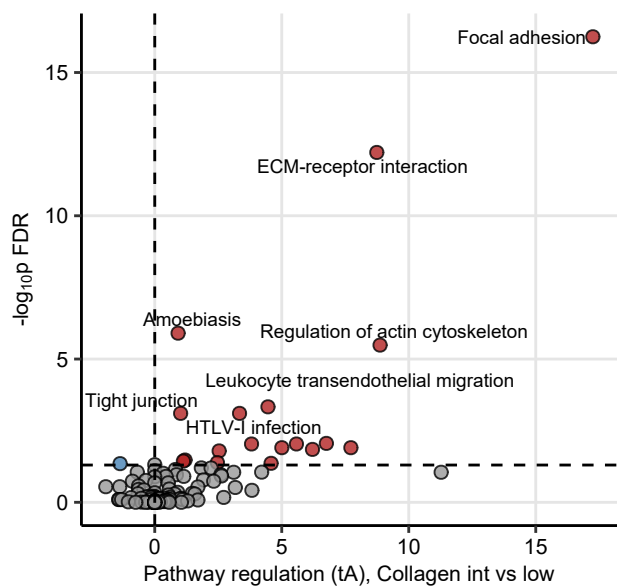 Focal adhesion
15
ECM-receptor interaction
10
-log₁₀p FDR
Amoebiasis
Regulation of actin cytoskeleton
5
Leukocyte transendothelial migration
Tight junction
HTLV-I infection
0
0 5 10 15
Pathway regulation (tA), Collagen int vs low